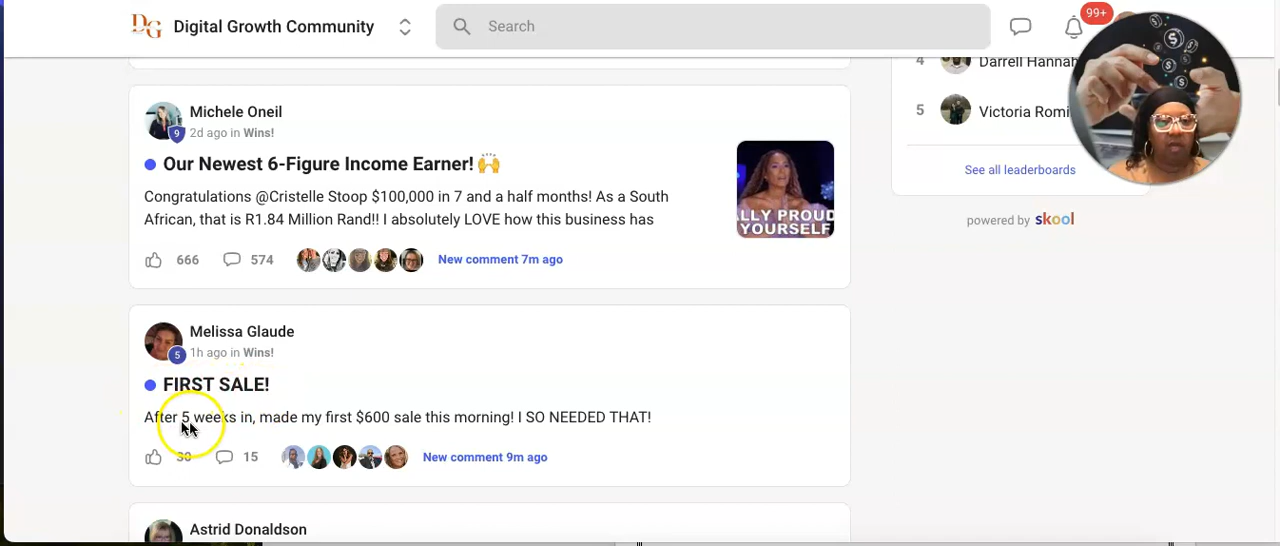 DG Digital Growth Community
Search
99+
4 Darrell Hannah
5 Victoria Romi
See all leaderboards
powered by skool
Michele Oneil
9 2d ago in Wins!
Our Newest 6-Figure Income Earner! 🙌
Congratulations @Cristelle Stoop $100,000 in 7 and a half months! As a South
African, that is R1.84 Million Rand!! I absolutely LOVE how this business has
ALLY PROUD
YOURSELF
666 574 New comment 7m ago
Melissa Glaude
5 1h ago in Wins!
FIRST SALE!
After 5 weeks in, made my first $600 sale this morning! I SO NEEDED THAT!
30 15 New comment 9m ago
Astrid Donaldson